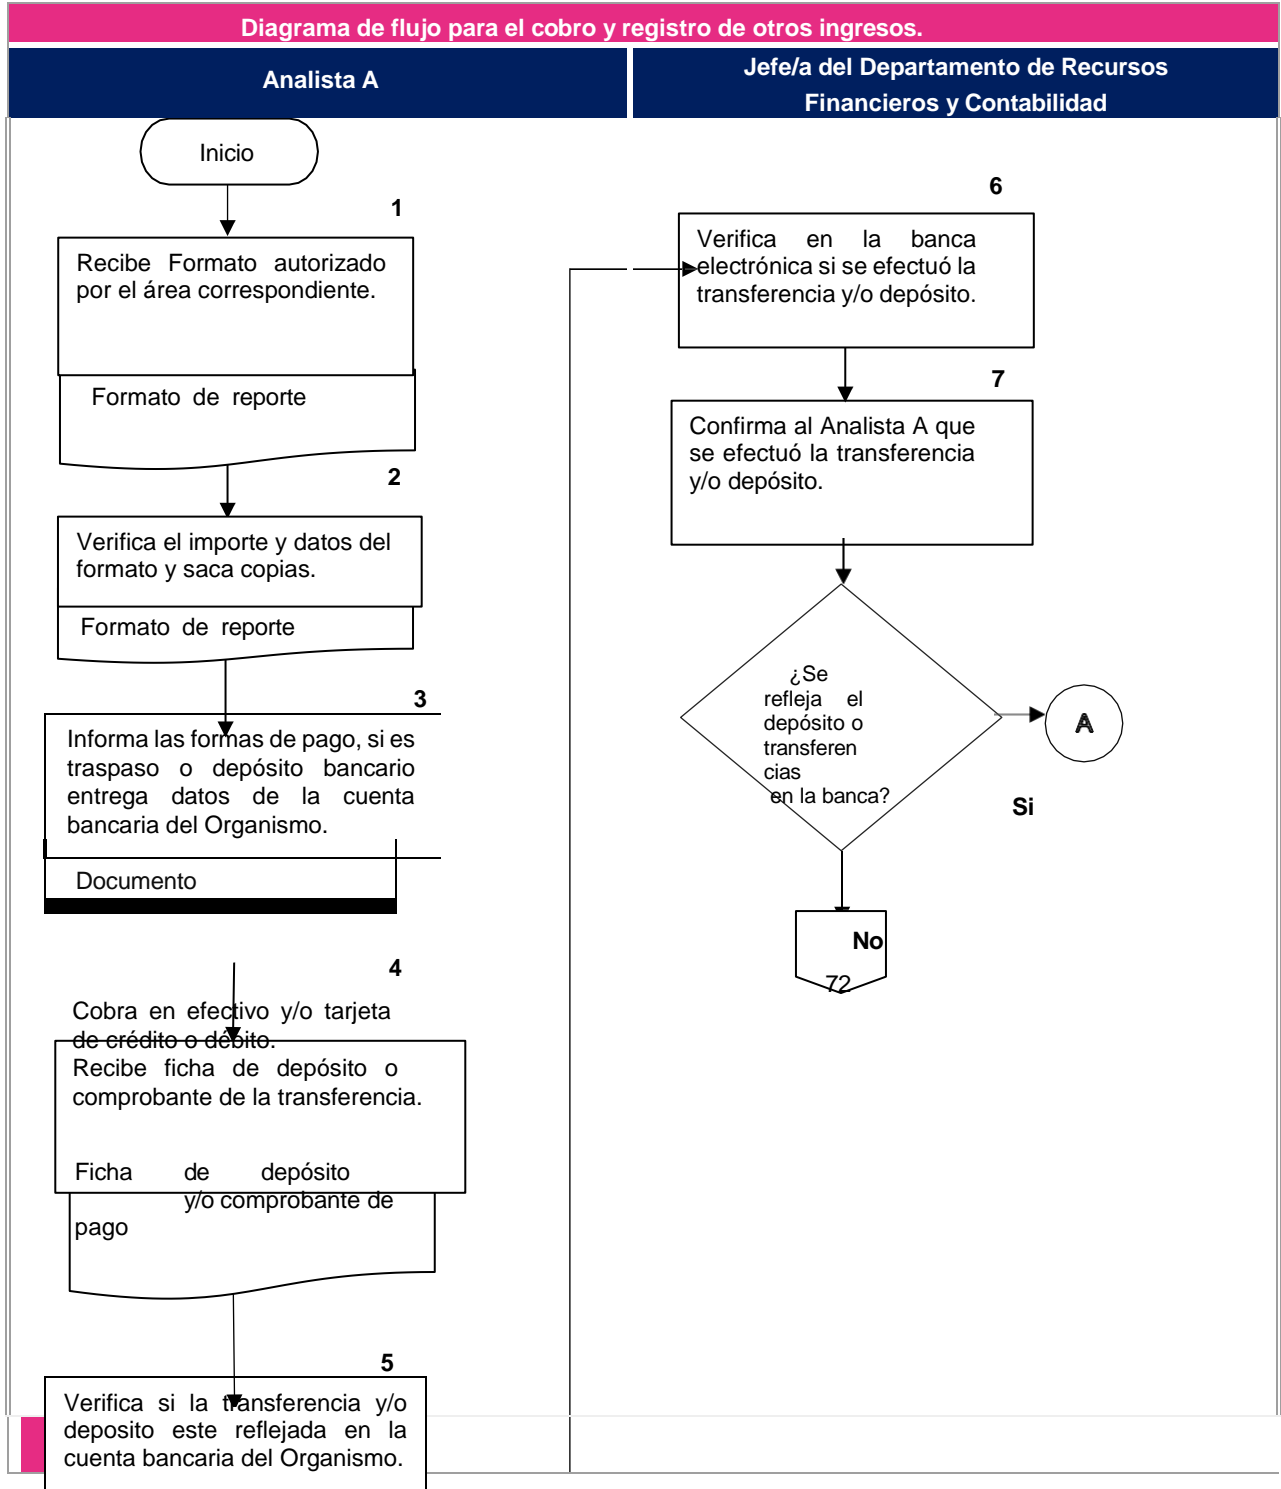 Diagrama de flujo para el cobro y registro de otros ingresos.
Analista A
Jefe/a del Departamento de Recursos
Financieros y Contabilidad
Inicio
1
Recibe Formato autorizado
por el área correspondiente.
Formato de reporte
2
Verifica el importe y datos del
formato y saca copias.
Formato de reporte
3
Informa las formas de pago, si es
traspaso o depósito bancario
entrega datos de la cuenta
bancaria del Organismo.
Documento
4
Cobra en efectivo y/o tarjeta
de crédito o débito.
Recibe ficha de depósito o
comprobante de la transferencia.
Ficha de depósito
y/o comprobante de
pago
5
Verifica si la transferencia y/o
deposito este reflejada en la
cuenta bancaria del Organismo.
6
Verifica en la banca
electrónica si se efectuó la
transferencia y/o depósito.
7
Confirma al Analista A que
se efectuó la transferencia
y/o depósito.
¿Se
refleja el
depósito o
transferen
cias
en la banca?
A
Si
No
72